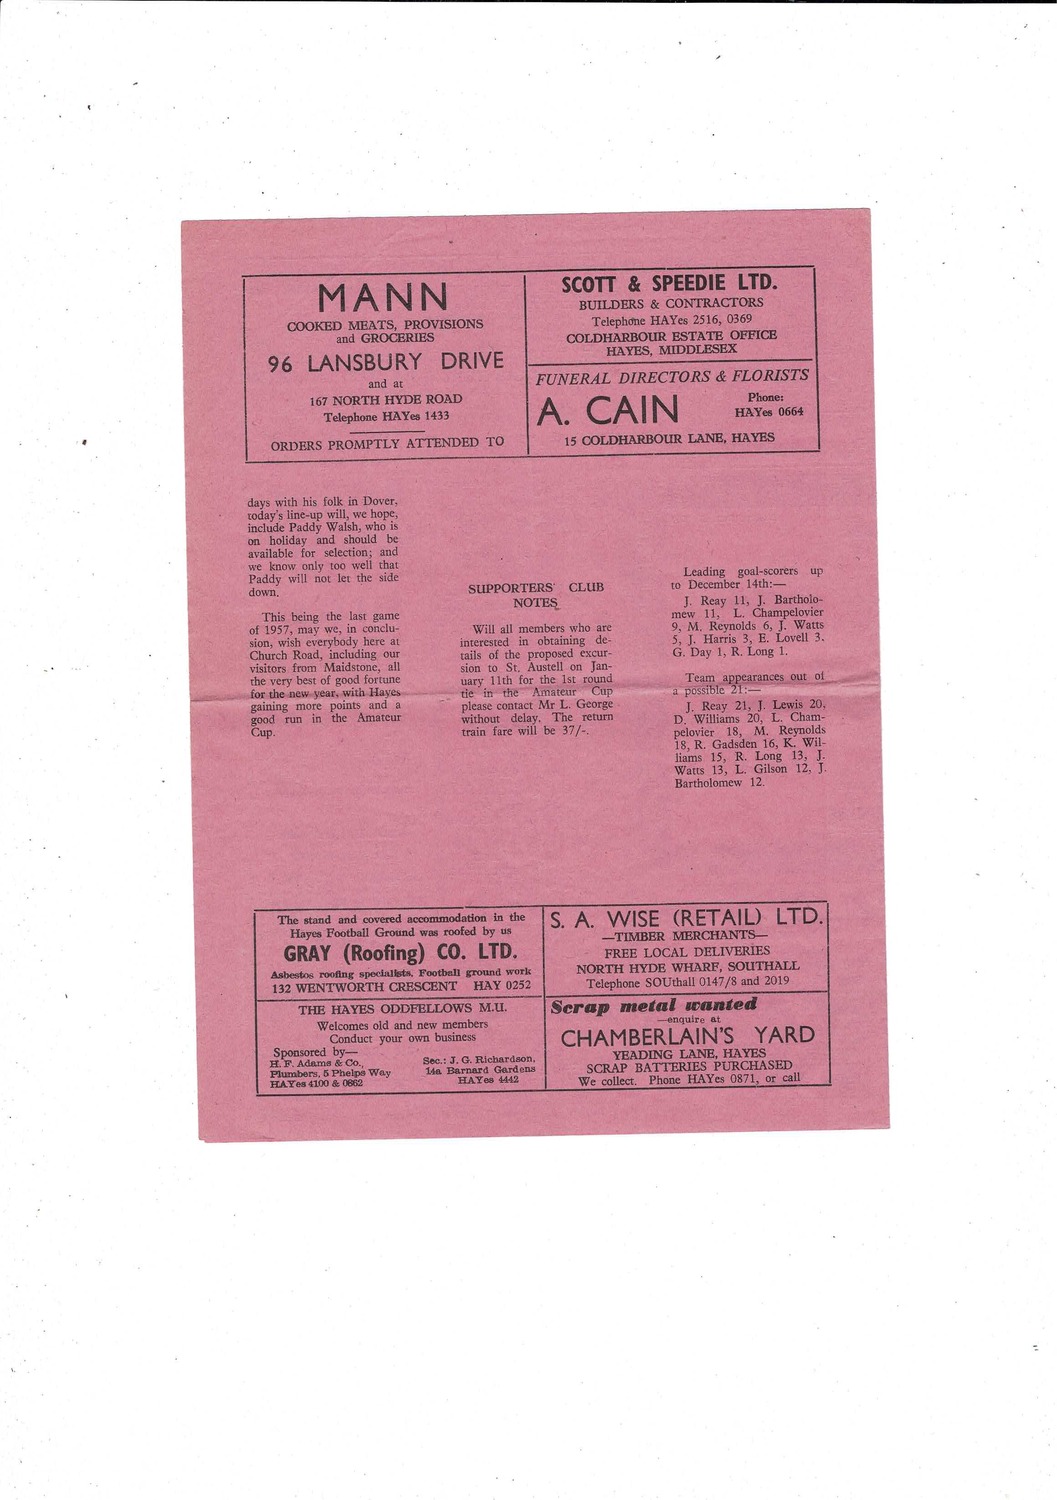 MANN
COOKED MEATS, PROVISIONS
and GROCERIES
96 LANSBURY DRIVE
and at
167 NORTH HYDE ROAD
Telephone HAYes 1433
ORDERS PROMPTLY ATTENDED TO
SCOTT & SPEEDIE LTD.
BUILDERS & CONTRACTORS
Telephone HAYes 2516, 0369
COLDHARBOUR ESTATE OFFICE
HAYES, MIDDLESEX
FUNERAL DIRECTORS & FLORISTS
A. CAIN
Phone:
HAYes 0664
15 COLDHARBOUR LANE, HAYES
days with his folk in Dover,
today's line-up will, we hope,
include Paddy Walsh, who is
on holiday and should be
available for selection; and
we know only too well that
Paddy will not let the side
down.
This being the last game
of 1957, may we, in conclu-
sion, wish everybody here at
Church Road, including our
visitors from Maidstone, all
the very best of good fortune
for the new year, with Hayes
gaining more points and a
good run in the Amateur
Cup.
SUPPORTERS' CLUB
NOTES
Will all members who are
interested in obtaining de-
tails of the proposed excur-
sion to St. Austell on Jan-
uary 11th for the 1st round
tie in the Amateur Cup
please contact Mr L. George
without delay. The return
train fare will be 37/-.
Leading goal-scorers up
to December 14th:—
J. Reay 11, J. Bartholo-
mew 11, L. Champelovier
9, M. Reynolds 6, J. Watts
5, J. Harris 3, E. Lovell 3.
G. Day 1, R. Long 1.
Team appearances out of
a possible 21:—
J. Reay 21, J. Lewis 20,
D. Williams 20, L. Cham-
pelovier 18, M. Reynolds
18, R. Gadsden 16, K. Wil-
liams 15, R. Long 13, J.
Watts 13, L. Gilson 12, J.
Bartholomew 12.
The stand and covered accommodation in the
Hayes Football Ground was roofed by us
GRAY (Roofing) CO. LTD.
Asbestos roofing specialists, Football ground work
132 WENTWORTH CRESCENT HAY 0252
THE HAYES ODDFELLOWS M.U.
Welcomes old and new members
Conduct your own business
Sponsored by—
H. F. Adams & Co.,
Plumbers, 5 Phelps Way
HAYes 4100 & 0862
Sec.: J. G. Richardson,
14a Barnard Gardens
HAYes 4442
S. A. WISE (RETAIL) LTD.
—TIMBER MERCHANTS—
FREE LOCAL DELIVERIES
NORTH HYDE WHARF, SOUTHALL
Telephone SOUthall 0147/8 and 2019
Scrap metal wanted
—enquire at
CHAMBERLAIN'S YARD
YEADING LANE, HAYES
SCRAP BATTERIES PURCHASED
We collect. Phone HAYes 0871, or call